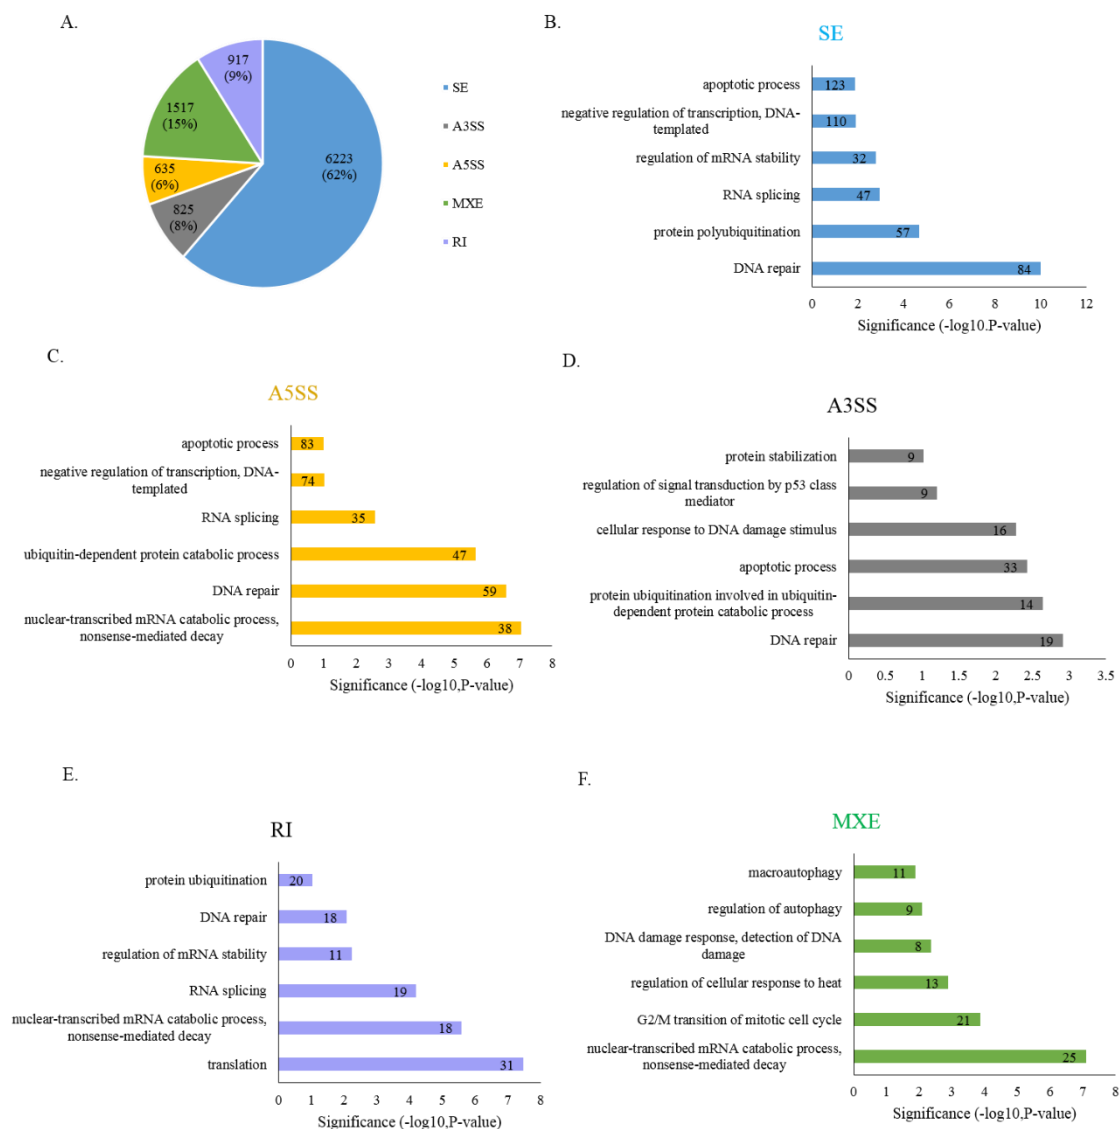 A.
917
(9%)
1517
(15%)
635
(6%)
825
(8%)
6223
(62%)
SE
A3SS
A5SS
MXE
RI
B.
SE
apoptotic process
123
negative regulation of transcription, DNA-
templated
110
regulation of mRNA stability
32
RNA splicing
47
protein polyubiquitination
57
DNA repair
84
0 2 4 6 8 10 12
Significance (-log10.P-value)
C.
A5SS
apoptotic process
83
negative regulation of transcription, DNA-
templated
74
RNA splicing
35
ubiquitin-dependent protein catabolic process
47
DNA repair
59
nuclear-transcribed mRNA catabolic process,
nonsense-mediated decay
38
0 1 2 3 4 5 6 7 8
Significance (-log10,P-value)
D.
A3SS
protein stabilization
9
regulation of signal transduction by p53 class
mediator
9
cellular response to DNA damage stimulus
16
apoptotic process
33
protein ubiquitination involved in ubiquitin-
dependent protein catabolic process
14
DNA repair
19
0 0.5 1 1.5 2 2.5 3 3.5
Significance (-log10,P-value)
E.
RI
protein ubiquitination
20
DNA repair
18
regulation of mRNA stability
11
RNA splicing
19
nuclear-transcribed mRNA catabolic process,
nonsense-mediated decay
18
translation
31
0 1 2 3 4 5 6 7 8
Significance (-log10,P-value)
F.
MXE
macroautophagy
11
regulation of autophagy
9
DNA damage response, detection of DNA
damage
8
regulation of cellular response to heat
13
G2/M transition of mitotic cell cycle
21
nuclear-transcribed mRNA catabolic process,
nonsense-mediated decay
25
0 1 2 3 4 5 6 7 8
Significance (-log10,P-value)